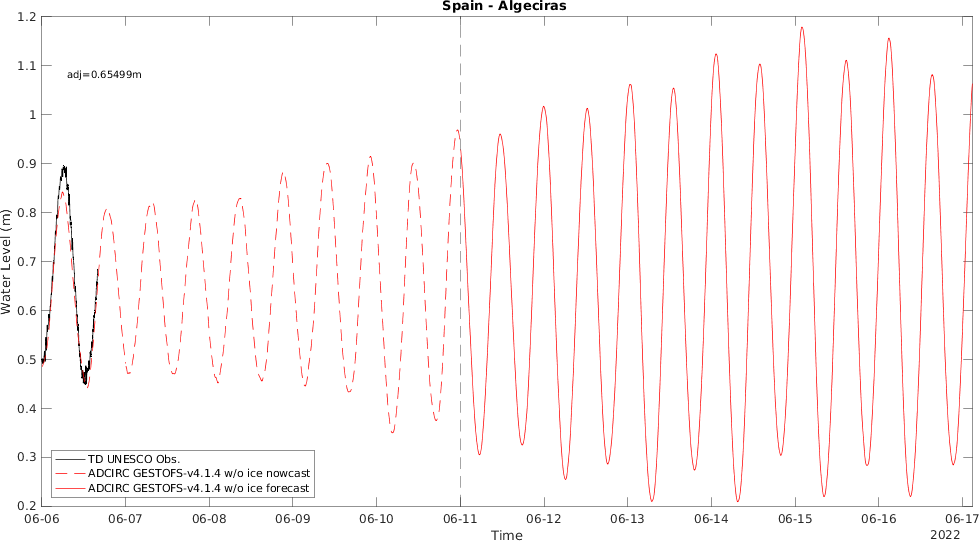 Spain - Algeciras
1.2
1.1
1
0.9
0.8
0.7
0.6
0.5
0.4
0.3
0.2
Water Level (m)
adj=0.65499m
TD UNESCO Obs.
ADCIRC GESTOFS-v4.1.4 w/o ice nowcast
ADCIRC GESTOFS-v4.1.4 w/o ice forecast
06-06 06-07 06-08 06-09 06-10 06-11 06-12 06-13 06-14 06-15 06-16 06-17
Time
2022